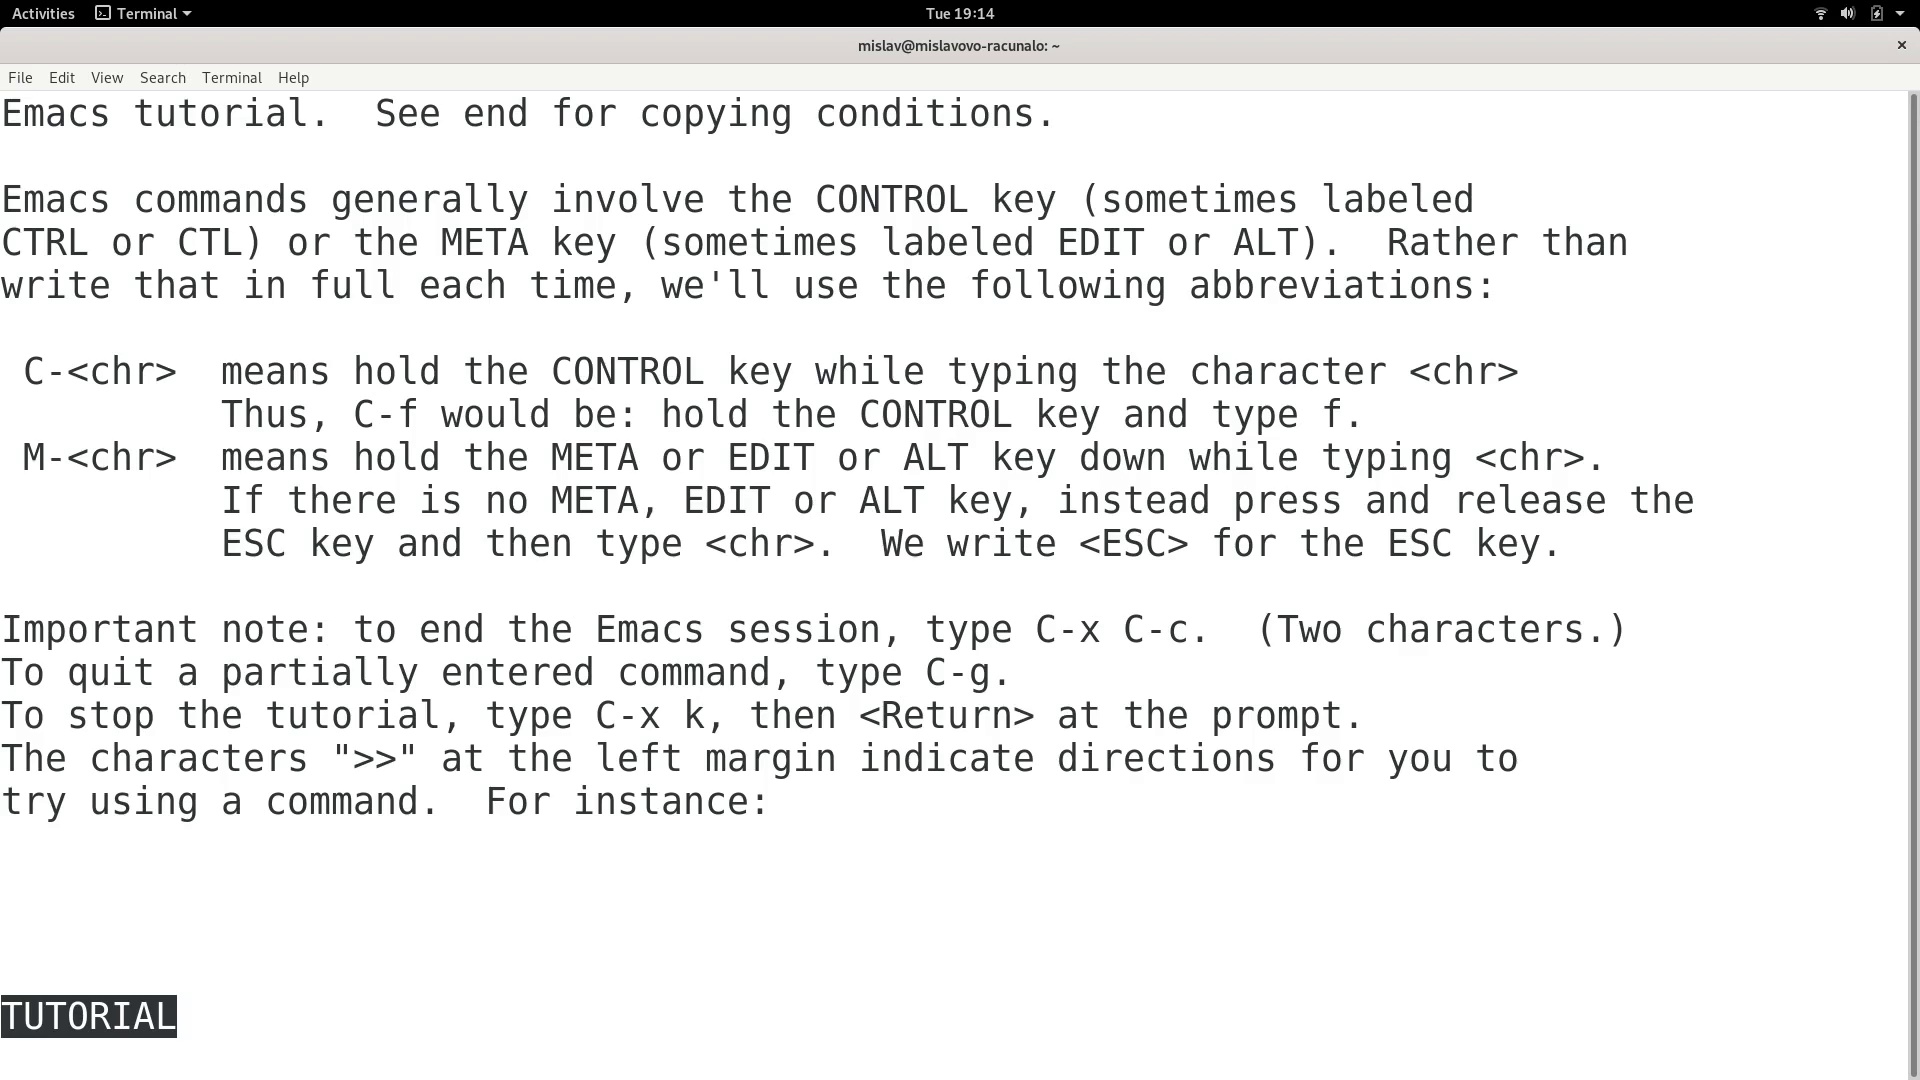 Activities Terminal Tue 19:14
mislav@mislavovo-racunalo: ~ ×
File Edit View Search Terminal Help
Emacs tutorial.  See end for copying conditions.
Emacs commands generally involve the CONTROL key (sometimes labeled
CTRL or CTL) or the META key (sometimes labeled EDIT or ALT).  Rather than
write that in full each time, we'll use the following abbreviations:
C-<chr>  means hold the CONTROL key while typing the character <chr>
Thus, C-f would be: hold the CONTROL key and type f.
M-<chr>  means hold the META or EDIT or ALT key down while typing <chr>.
If there is no META, EDIT or ALT key, instead press and release the
ESC key and then type <chr>.  We write <ESC> for the ESC key.
Important note: to end the Emacs session, type C-x C-c.  (Two characters.)
To quit a partially entered command, type C-g.
To stop the tutorial, type C-x k, then <Return> at the prompt.
The characters ">>" at the left margin indicate directions for you to
try using a command.  For instance:
TUTORIAL